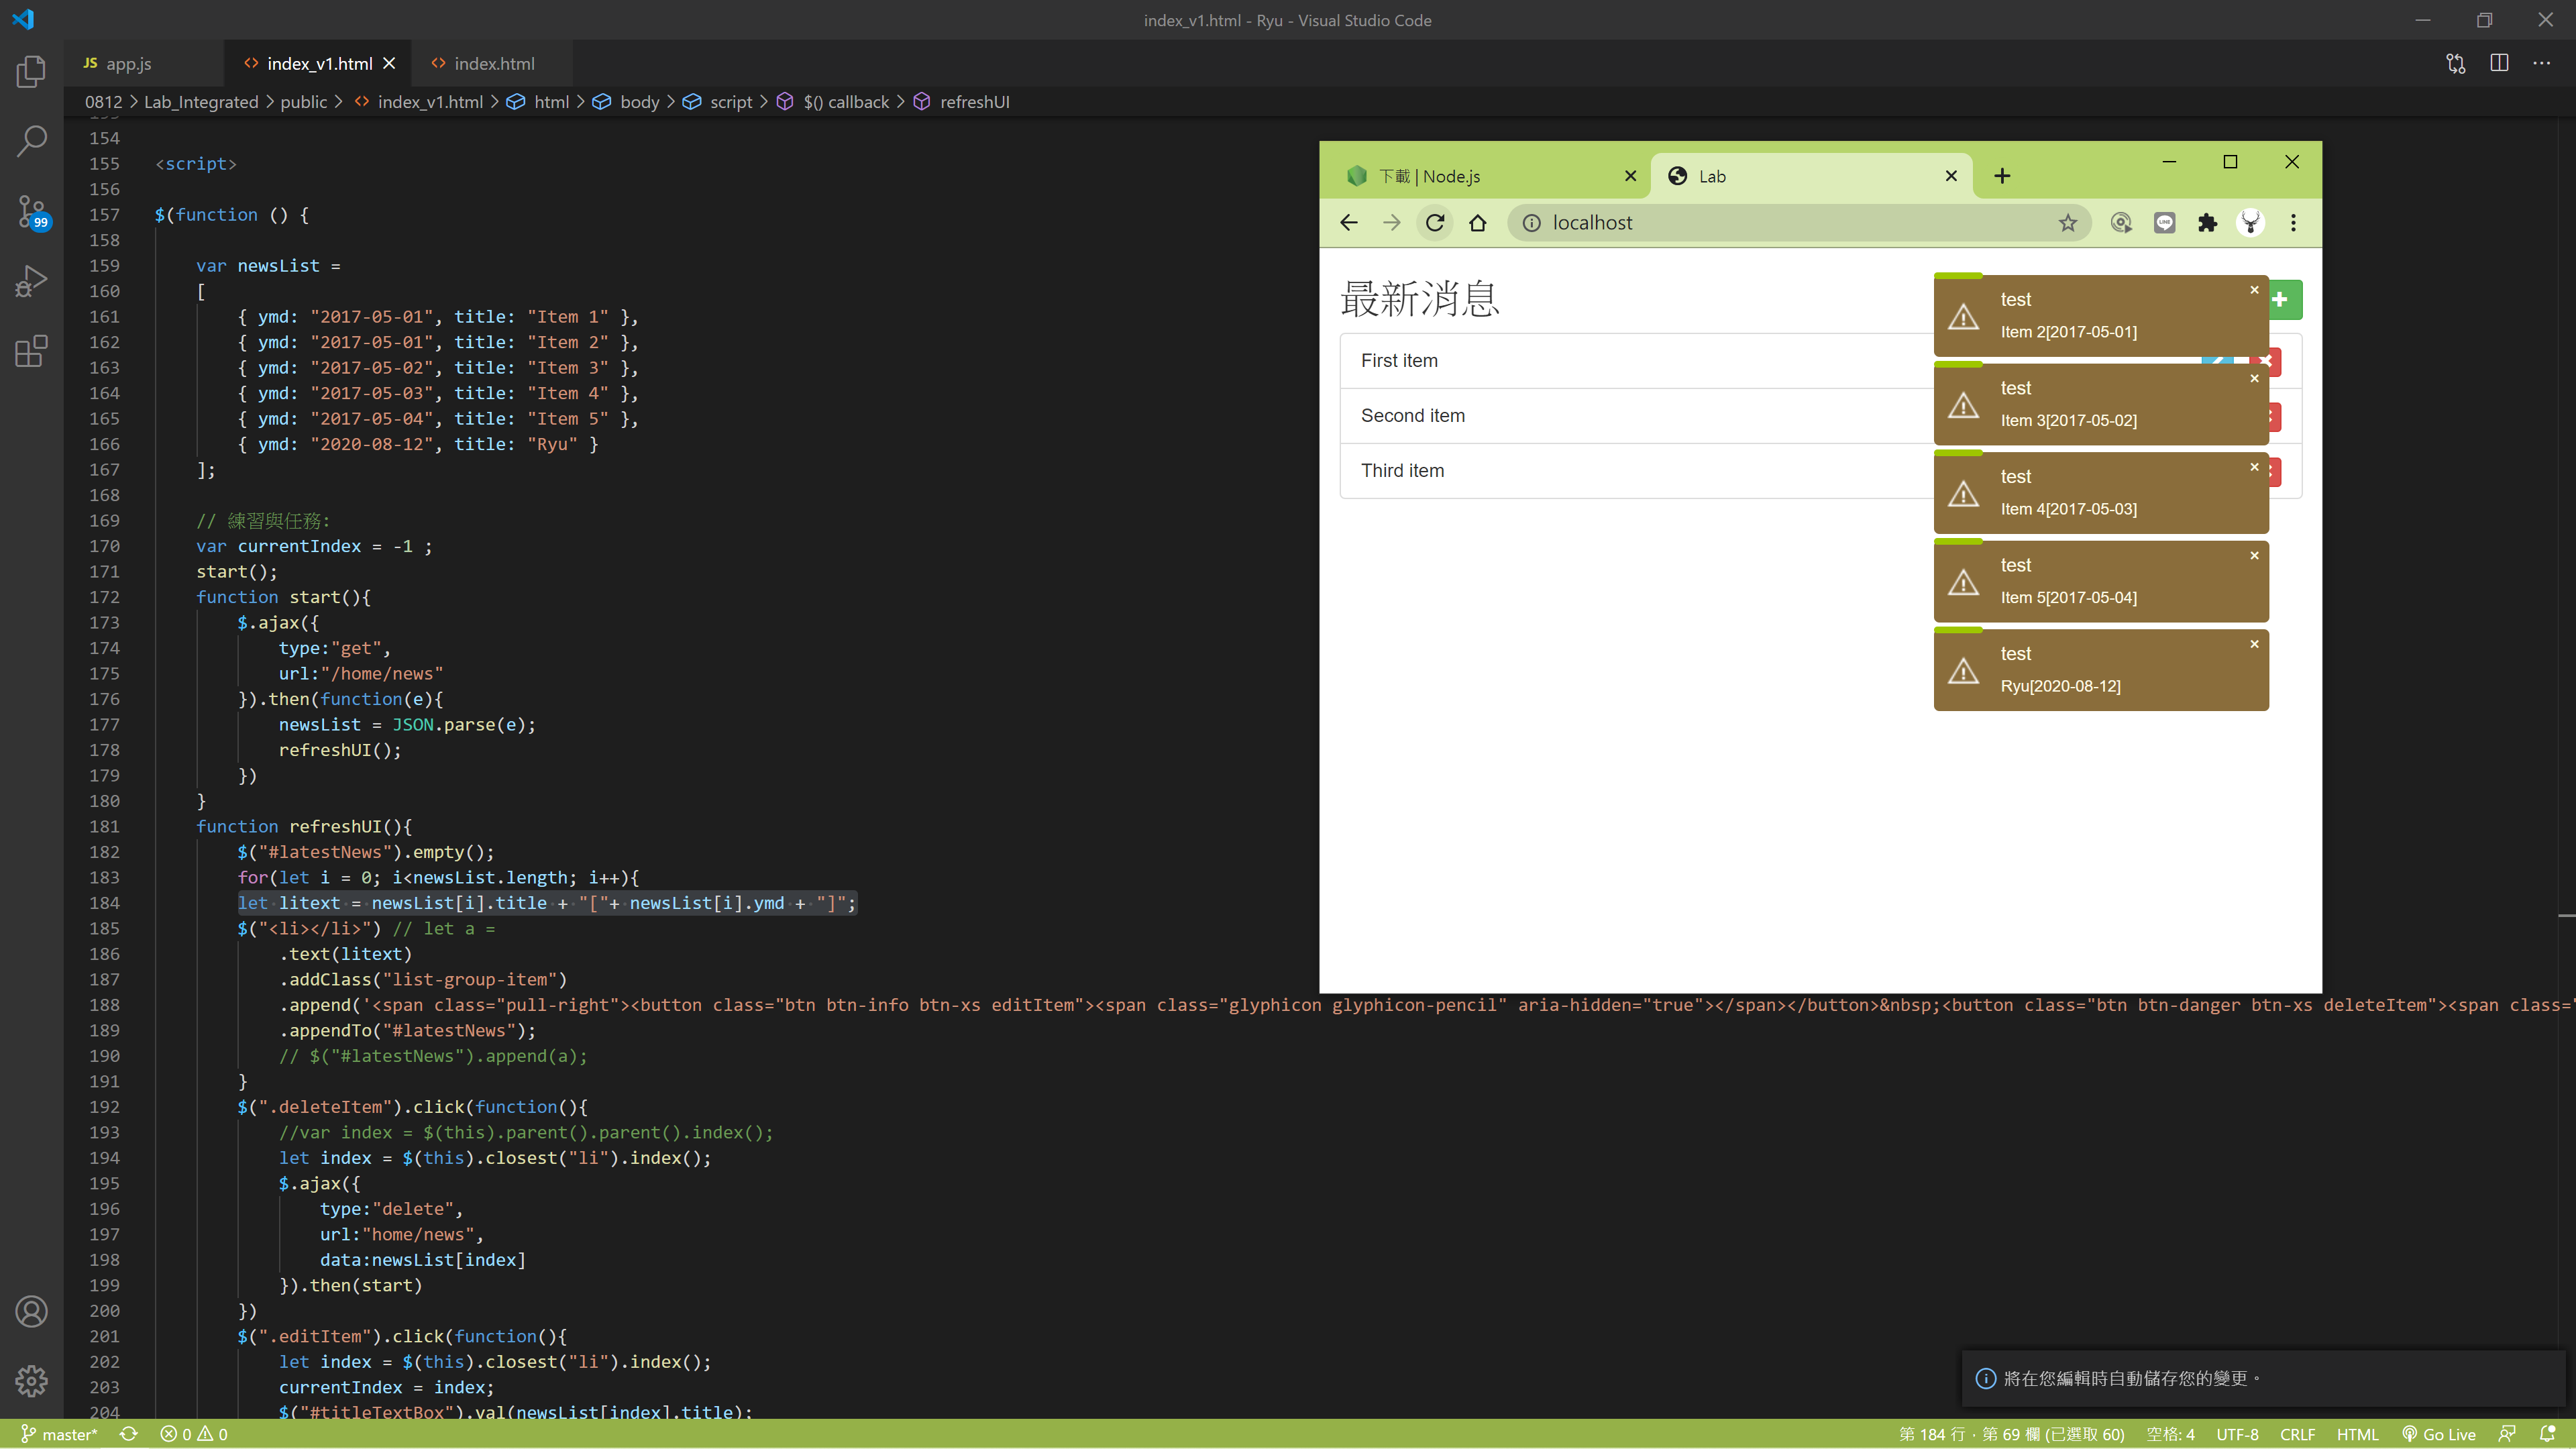 index_v1.html - Ryu - Visual Studio Code
JS app.js
<> index_v1.html
<> index.html
0812 > Lab_Integrated > public > <> index_v1.html > html > body > script > $() callback > refreshUI
99
154
155 <script>
156
157 $(function () {
158
159 var newsList =
160 [
161 { ymd: "2017-05-01", title: "Item 1" },
162 { ymd: "2017-05-01", title: "Item 2" },
163 { ymd: "2017-05-02", title: "Item 3" },
164 { ymd: "2017-05-03", title: "Item 4" },
165 { ymd: "2017-05-04", title: "Item 5" },
166 { ymd: "2020-08-12", title: "Ryu" }
167 ];
168
169 // 練習與任務:
170 var currentIndex = -1 ;
171 start();
172 function start(){
173 $.ajax({
174 type:"get",
175 url:"/home/news"
176 }).then(function(e){
177 newsList = JSON.parse(e);
178 refreshUI();
179 })
180 }
181 function refreshUI(){
182 $("#latestNews").empty();
183 for(let i = 0; i<newsList.length; i++){
184 let litext = newsList[i].title + "["+ newsList[i].ymd + "]";
185 $("<li></li>") // let a =
186 .text(litext)
187 .addClass("list-group-item")
188 .append('<span class="pull-right"><button class="btn btn-info btn-xs editItem"><span class="glyphicon glyphicon-pencil" aria-hidden="true"></span></button>&nbsp;<button class="btn btn-danger btn-xs deleteItem"><span class="
189 .appendTo("#latestNews");
190 // $("#latestNews").append(a);
191 }
192 $(".deleteItem").click(function(){
193 //var index = $(this).parent().parent().index();
194 let index = $(this).closest("li").index();
195 $.ajax({
196 type:"delete",
197 url:"home/news",
198 data:newsList[index]
199 }).then(start)
200 })
201 $(".editItem").click(function(){
202 let index = $(this).closest("li").index();
203 currentIndex = index;
204 $("#titleTextBox").val(newsList[index].title);
下載 | Node.js
Lab
localhost
LINE
最新消息
First item
Second item
Third item
test
Item 2[2017-05-01]
test
Item 3[2017-05-02]
test
Item 4[2017-05-03]
test
Item 5[2017-05-04]
test
Ryu[2020-08-12]
將在您編輯時自動儲存您的變更。
master* 0 0
第 184 行，第 69 欄 (已選取 60) 空格: 4 UTF-8 CRLF HTML Go Live